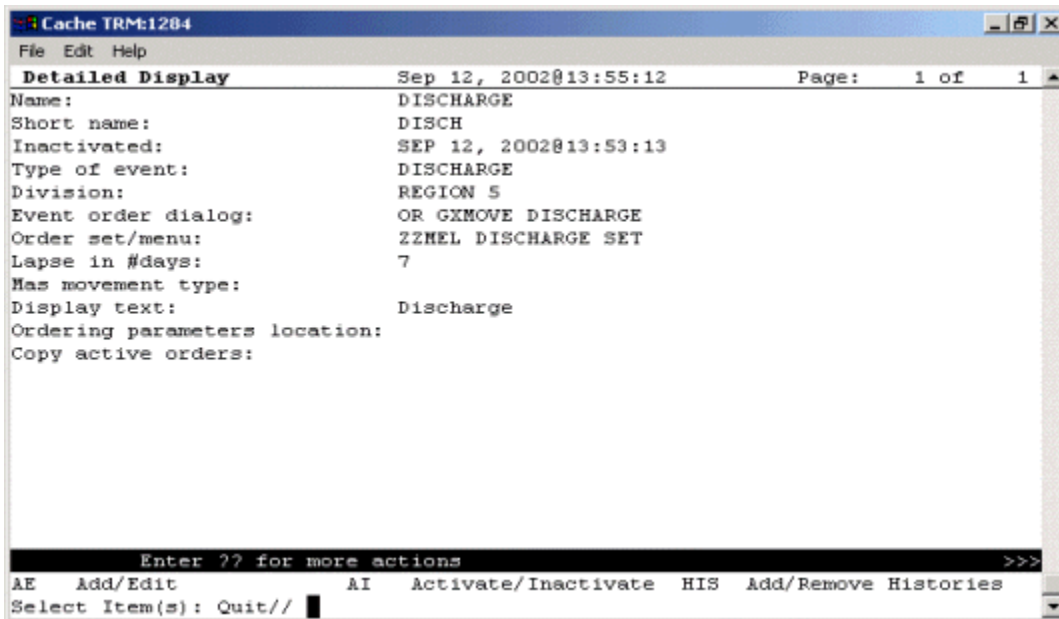 Cache TRM:1284
File Edit Help
Detailed Display Sep 12, 2002@13:55:12 Page: 1 of 1
Name: DISCHARGE
Short name: DISCH
Inactivated: SEP 12, 2002@13:53:13
Type of event: DISCHARGE
Division: REGION 5
Event order dialog: OR GXMOVE DISCHARGE
Order set/menu: ZZMEL DISCHARGE SET
Lapse in #days: 7
Mas movement type:
Display text: Discharge
Ordering parameters location:
Copy active orders:
Enter ?? for more actions >>>
AE Add/Edit AI Activate/Inactivate HIS Add/Remove Histories
Select Item(s): Quit//